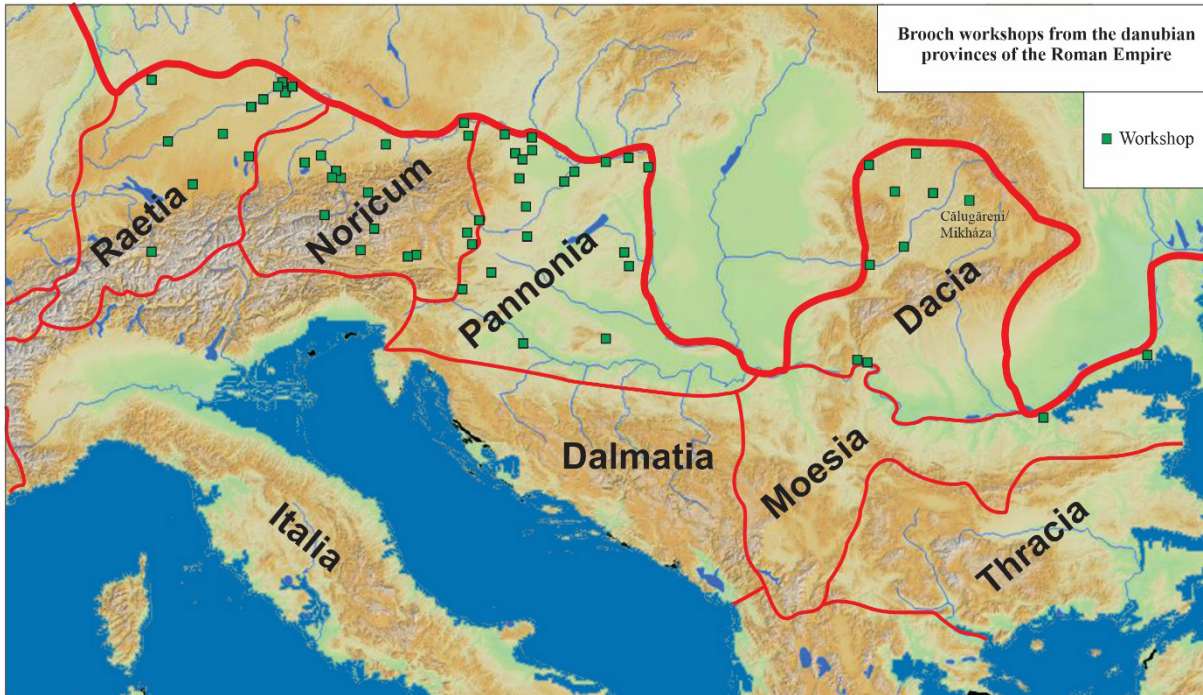 Brooch workshops from the danubian
provinces of the Roman Empire
Workshop
Raetia
Noricum
Pannonia
Călugăreni/
Mikháza
Dacia
Dalmatia
Moesia
Italia
Thracia